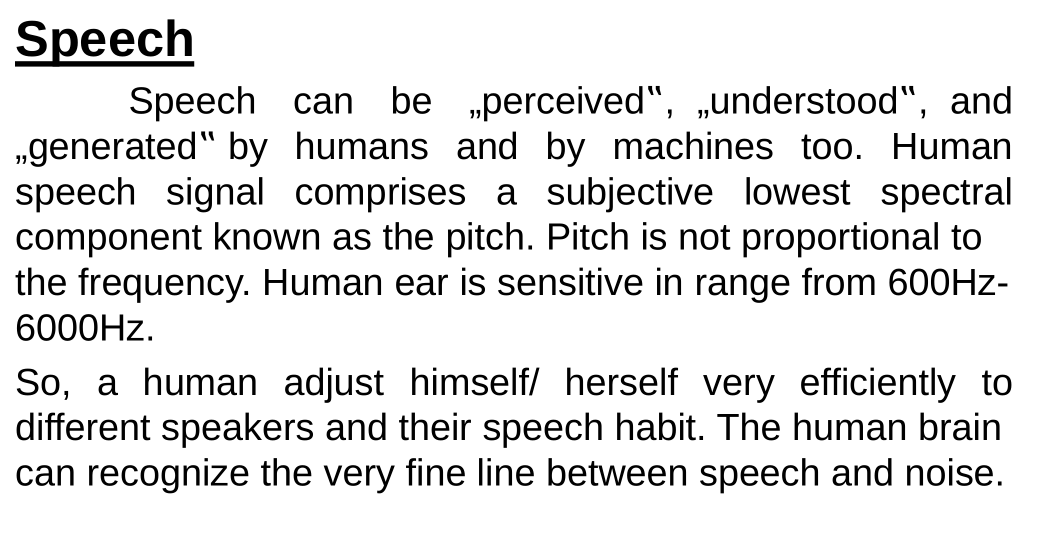 Speech
Speech can be „perceived‟, „understood‟, and
„generated‟ by humans and by machines too. Human
speech signal comprises a subjective lowest spectral
component known as the pitch. Pitch is not proportional to
the frequency. Human ear is sensitive in range from 600Hz-
6000Hz.
So, a human adjust himself/ herself very efficiently to
different speakers and their speech habit. The human brain
can recognize the very fine line between speech and noise.